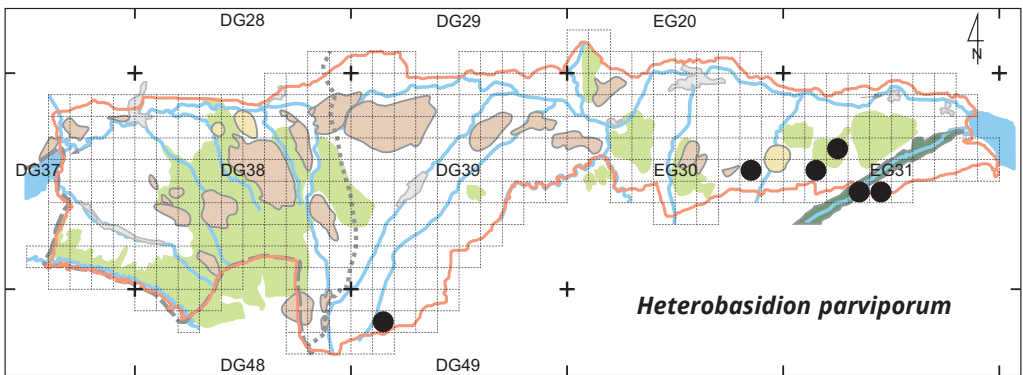 DG28 DG29 EG20
N
DG37 DG38 DG39 EG30 EG31
Heterobasidion parviporum
DG48 DG49